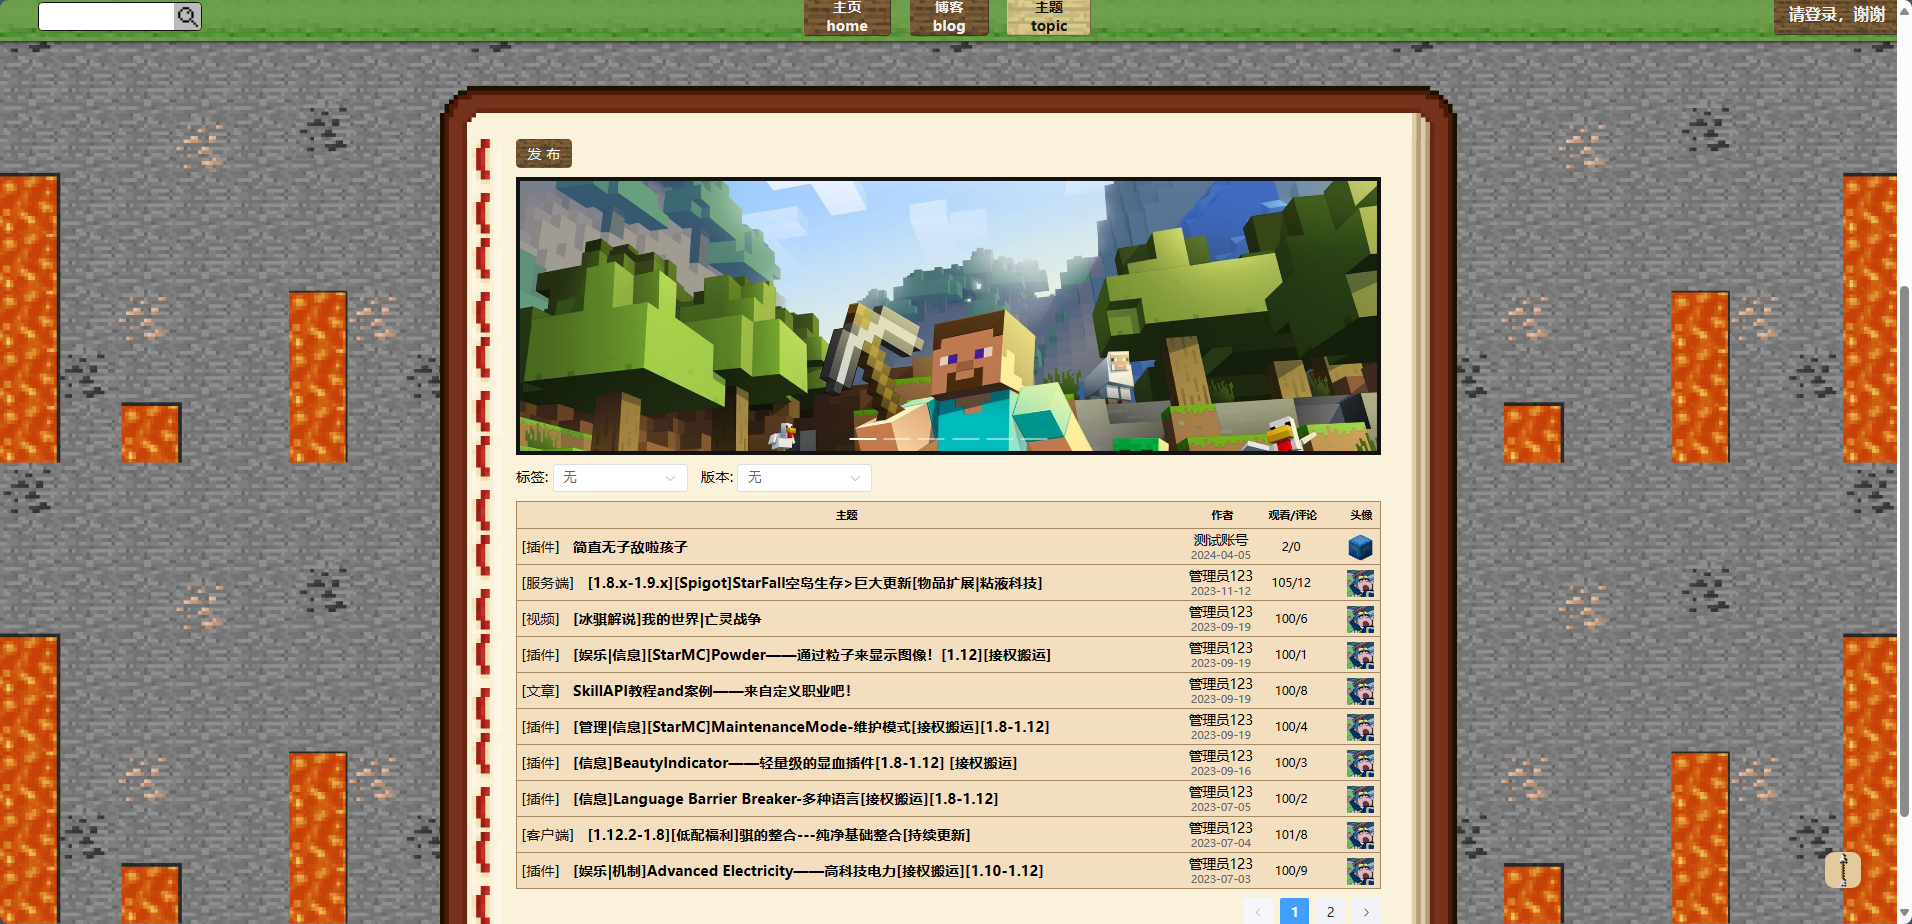 主页
home
博客
blog
主题
topic
请登录，谢谢
发 布
标签: 无 版本: 无
主题 作者 观看/评论 头像
[插件] 简直无子敌啦孩子 测试账号 2024-04-05 2/0
[服务端] [1.8.x-1.9.x][Spigot]StarFall空岛生存>巨大更新[物品扩展|粘液科技] 管理员123 2023-11-12 105/12
[视频] [冰骐解说]我的世界|亡灵战争 管理员123 2023-09-19 100/6
[插件] [娱乐|信息][StarMC]Powder——通过粒子来显示图像！[1.12][接权搬运] 管理员123 2023-09-19 100/1
[文章] SkillAPI教程and案例——来自定义职业吧！ 管理员123 2023-09-19 100/8
[插件] [管理|信息][StarMC]MaintenanceMode-维护模式[接权搬运][1.8-1.12] 管理员123 2023-09-19 100/4
[插件] [信息]BeautyIndicator——轻量级的显血插件[1.8-1.12] [接权搬运] 管理员123 2023-09-16 100/3
[插件] [信息]Language Barrier Breaker-多种语言[接权搬运][1.8-1.12] 管理员123 2023-07-05 100/2
[客户端] [1.12.2-1.8][低配福利]骐的整合---纯净基础整合[持续更新] 管理员123 2023-07-04 101/8
[插件] [娱乐|机制]Advanced Electricity——高科技电力[接权搬运][1.10-1.12] 管理员123 2023-07-03 100/9
1 2